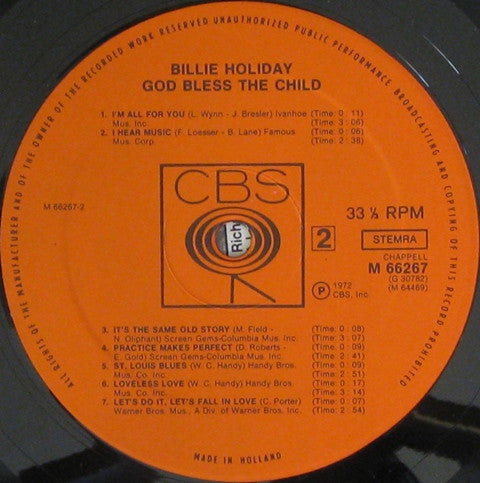 ALL RIGHTS OF THE MANUFACTURER AND OF THE OWNER OF THE RECORDED WORK RESERVED UNAUTHORIZED PUBLIC PERFORMANCE BROADCASTING AND COPYING OF THIS RECORD PROHIBITED
BILLIE HOLIDAY
GOD BLESS THE CHILD
1. I'M ALL FOR YOU (L. Wynn - J. Bresler) Ivanhoe (Time: 0 : 11)
Mus. Inc. (Time: 3 : 06)
2. I HEAR MUSIC (F. Loesser - B. Lane) Famous (Time: 0 : 06)
Mus. Corp. (Time: 2 : 38)
CBS
M 66267-2
Rich
2
33⅓ RPM
STEMRA
CHAPPELL
M 66267
(G 30782)
(M 64469)
Ⓟ 1972
CBS, Inc.
3. IT'S THE SAME OLD STORY (M. Field - (Time: 0 : 08)
N. Oliphant) Screen Gems-Columbia Mus. Inc. (Time: 3 : 07)
4. PRACTICE MAKES PERFECT (D. Roberts - (Time: 0 : 09)
E. Gold) Screen Gems-Columbia Mus. Inc. (Time: 2 : 41)
5. ST. LOUIS BLUES (W. C. Handy) Handy Bros. (Time: 0 : 09)
Mus. Co. Inc. (Time: 2 : 51)
6. LOVELESS LOVE (W. C. Handy) Handy Bros. (Time: 0 : 17)
Mus. Co. Inc. (Time: 3 : 14)
7. LET'S DO IT, LET'S FALL IN LOVE (C. Porter) (Time: 0 : 07)
Warner Bros. Mus., A Div. of Warner Bros. Inc. (Time: 2 : 54)
MADE IN HOLLAND